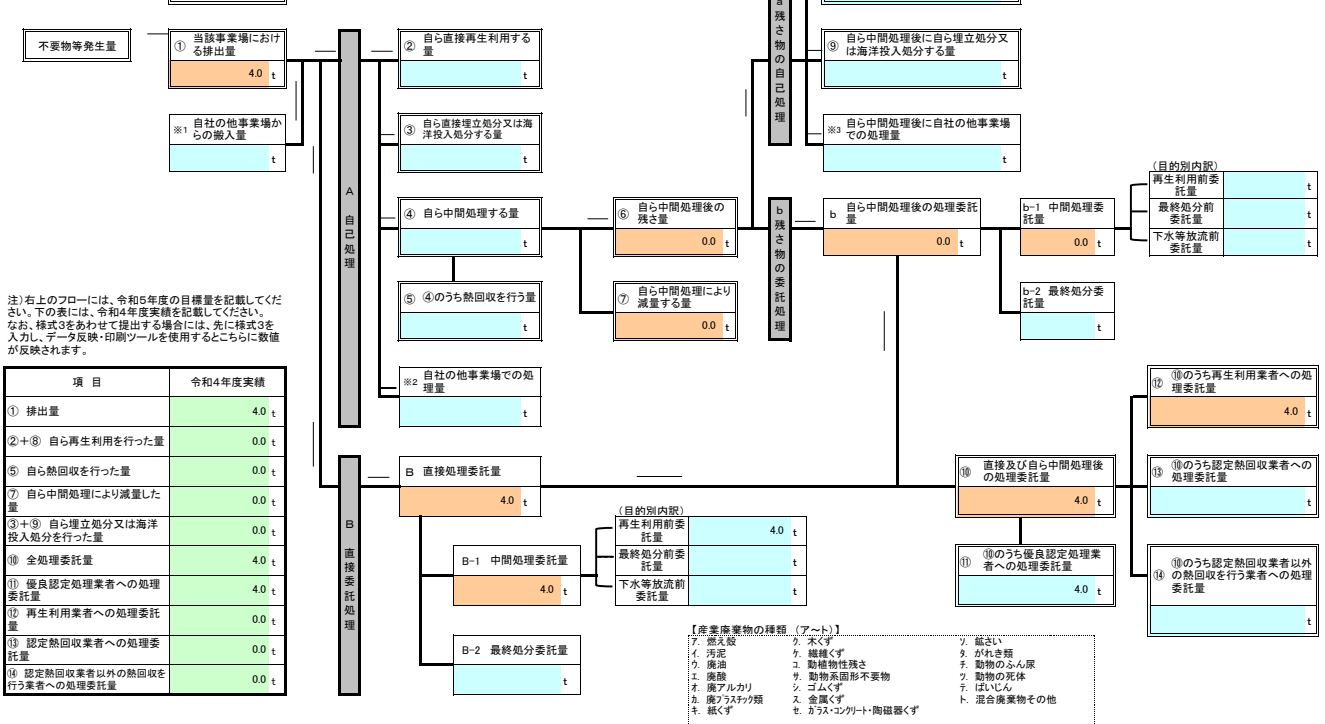 不要物等発生量
① 当該事業場におけ
る排出量
4.0 t
※1 自社の他事業場か
らの搬入量
t
A 自己処理
② 自ら直接再生利用する
量
t
③ 自ら直接埋立処分又は海
洋投入処分する量
t
④ 自ら中間処理する量
t
⑤ ④のうち熱回収を行う量
t
※2 自社の他事業場での処
理量
t
⑥ 自ら中間処理後の
残さ量
0.0 t
⑦ 自ら中間処理により
減量する量
0.0 t
a 残さ物の自己処理
⑨ 自ら中間処理後に自ら埋立処分又
は海洋投入処分する量
t
※3 自ら中間処理後に自社の他事業場
での処理量
t
b 残さ物の委託処理
b 自ら中間処理後の処理委託
量
0.0 t
b-1 中間処理委
託量
0.0 t
b-2 最終処分委
託量
t
(目的別内訳)
再生利用前委
託量
t
最終処分前
委託量
t
下水等放流前
委託量
t
注)右上のフローには、令和5年度の目標量を記載してくだ
さい。下の表には、令和4年度実績を記載してください。
なお、様式3をあわせて提出する場合には、先に様式3を
入力し、データ反映・印刷ツールを使用するとこちらに数値
が反映されます。
項 目 令和4年度実績
① 排出量 4.0 t
②+⑧ 自ら再生利用を行った量 0.0 t
⑤ 自ら熱回収を行った量 0.0 t
⑦ 自ら中間処理により減量した
量 0.0 t
③+⑨ 自ら埋立処分又は海洋
投入処分を行った量 0.0 t
⑩ 全処理委託量 4.0 t
⑪ 優良認定処理業者への処理
委託量 4.0 t
⑫ 再生利用業者への処理委託
量 0.0 t
⑬ 認定熱回収業者への処理委
託量 0.0 t
⑭ 認定熱回収業者以外の熱回収を
行う業者への処理委託量 0.0 t
B 直接委託処理
B 直接処理委託量
4.0 t
B-1 中間処理委託量
4.0 t
B-2 最終処分委託量
t
(目的別内訳)
再生利用前委
託量
4.0 t
最終処分前委
託量
t
下水等放流前
委託量
t
⑩ 直接及び自ら中間処理後
の処理委託量
4.0 t
⑪ ⑩のうち優良認定処理業
者への処理委託量
4.0 t
⑫ ⑩のうち再生利用業者への処
理委託量
4.0 t
⑬ ⑩のうち認定熱回収業者への
処理委託量
t
⑭ ⑩のうち認定熱回収業者以外
の熱回収を行う業者への処理
委託量
t
【産業廃棄物の種類 (ア~ト)】
ア. 燃え殻 ク. 木くず ソ. 鉱さい
イ. 汚泥 ケ. 繊維くず タ. がれき類
ウ. 廃油 コ. 動植物性残さ チ. 動物のふん尿
エ. 廃酸 サ. 動物系固形不要物 ツ. 動物の死体
オ. 廃アルカリ シ. ゴムくず テ. ばいじん
カ. 廃プラスチック類 ス. 金属くず ト. 混合廃棄物その他
キ. 紙くず セ. ガラス・コンクリート・陶磁器くず